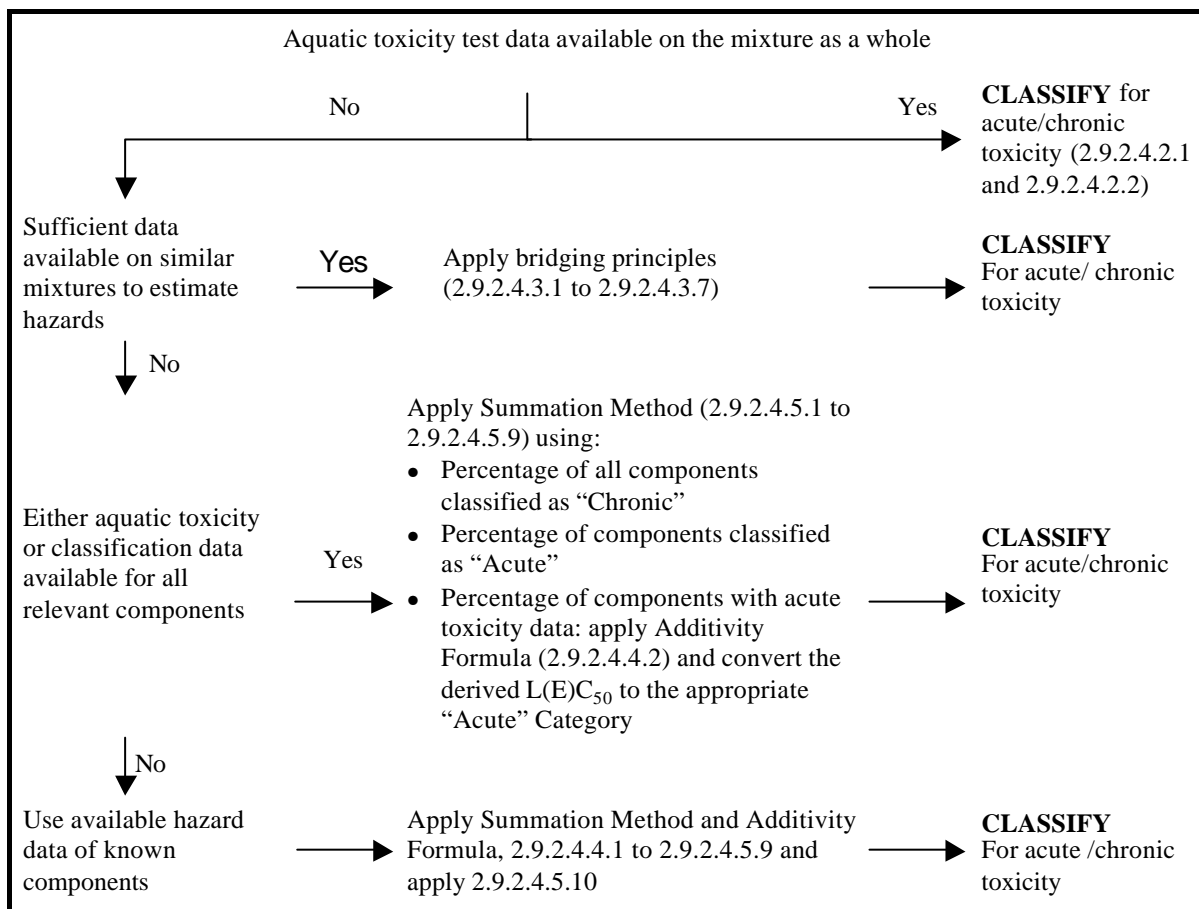 Aquatic toxicity test data available on the mixture as a whole
No
Yes
CLASSIFY for
acute/chronic
toxicity (2.9.2.4.2.1
and 2.9.2.4.2.2)
Sufficient data
available on similar
mixtures to estimate
hazards
Yes
Apply bridging principles
(2.9.2.4.3.1 to 2.9.2.4.3.7)
CLASSIFY
For acute/ chronic
toxicity
No
Either aquatic toxicity
or classification data
available for all
relevant components
Yes
Apply Summation Method (2.9.2.4.5.1 to
2.9.2.4.5.9) using:
• Percentage of all components
classified as “Chronic”
• Percentage of components classified
as “Acute”
• Percentage of components with acute
toxicity data: apply Additivity
Formula (2.9.2.4.4.2) and convert the
derived L(E)C50 to the appropriate
“Acute” Category
CLASSIFY
For acute/chronic
toxicity
No
Use available hazard
data of known
components
Apply Summation Method and Additivity
Formula, 2.9.2.4.4.1 to 2.9.2.4.5.9 and
apply 2.9.2.4.5.10
CLASSIFY
For acute /chronic
toxicity